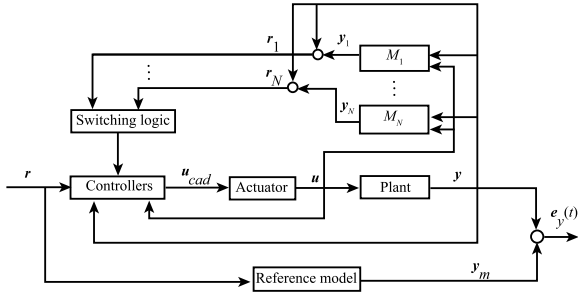 r1
y1
M1
⋮
rN
⋮
yN
MN
Switching logic
r
Controllers
ucad
Actuator
u
Plant
y
ey(t)
Reference model
ym